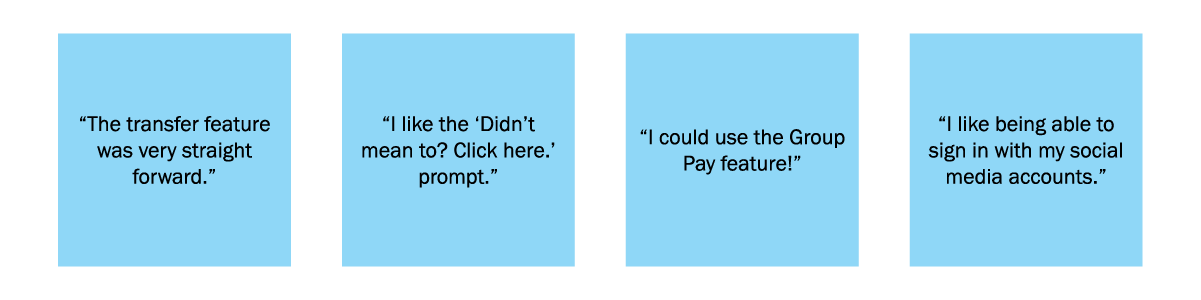 “The transfer feature
was very straight
forward.”
“I like the ‘Didn’t
mean to? Click here.’
prompt.”
“I could use the Group
Pay feature!”
“I like being able to
sign in with my social
media accounts.”